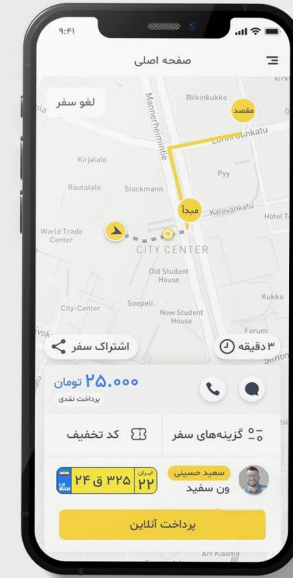 ۹:۴۱
صفحه اصلی
لغو سفر
Riikinkukko
مقصد
Mannerheimintie
Lönnrotinkatu
Kirjatalo
Pyy
Rautatalo
Stockmann
مبدأ
Kalevankatu
Hotel T
World Trade
Center
CITY CENTER
Old Student
House
Kukko
City-Center
Soopeli
New Student
House
Forum
Simon
اشتراک سفر
۳ دقیقه
۲۵.۰۰۰ تومان
پرداخت نقدی
گزینه‌های سفر
کد تخفیف
سعید حسینی
ون سفید
I.R.
IRAN
۲۴ ق ۳۲۵
ایران
۲۲
پرداخت آنلاین
Art Kiasma